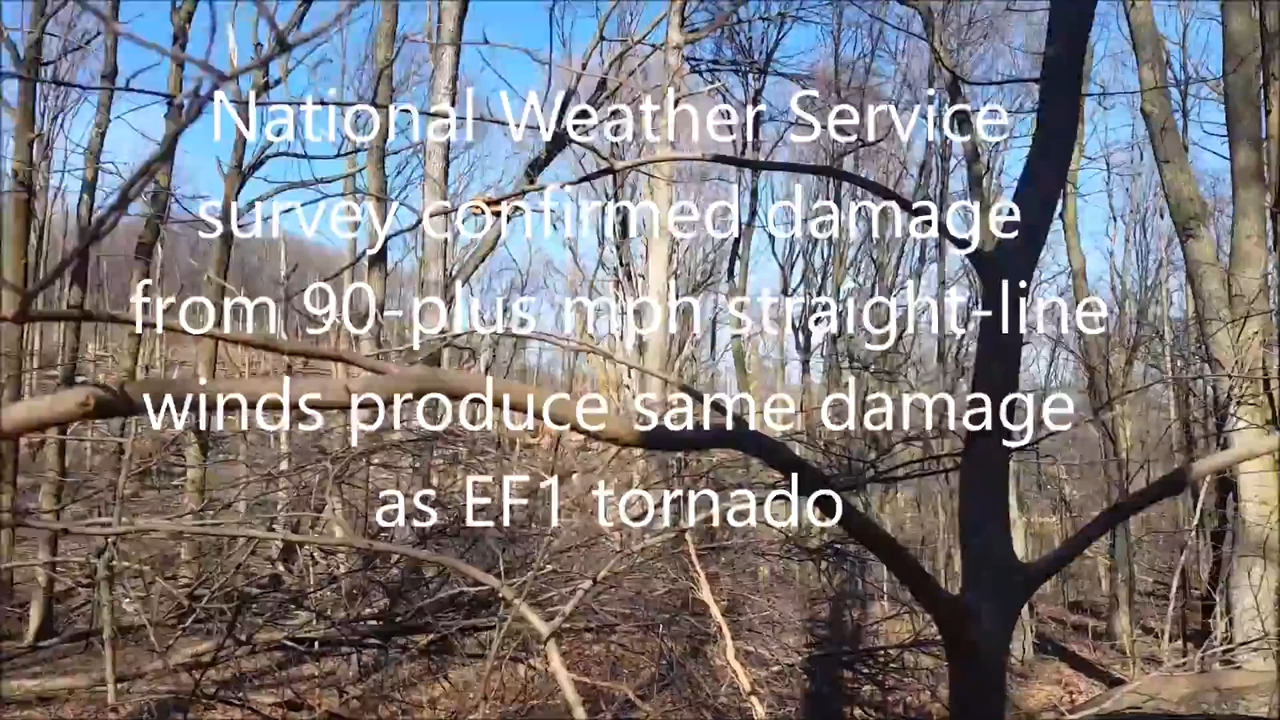 National Weather Service
survey confirmed damage
from 90-plus mph straight-line
winds produce same damage
as EF1 tornado